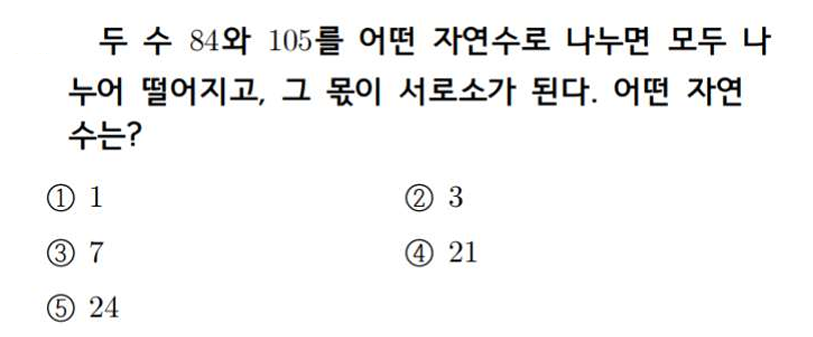 두 수 84와 105를 어떤 자연수로 나누면 모두 나
누어 떨어지고, 그 몫이 서로소가 된다. 어떤 자연
수는?
① 1 ② 3
③ 7 ④ 21
⑤ 24